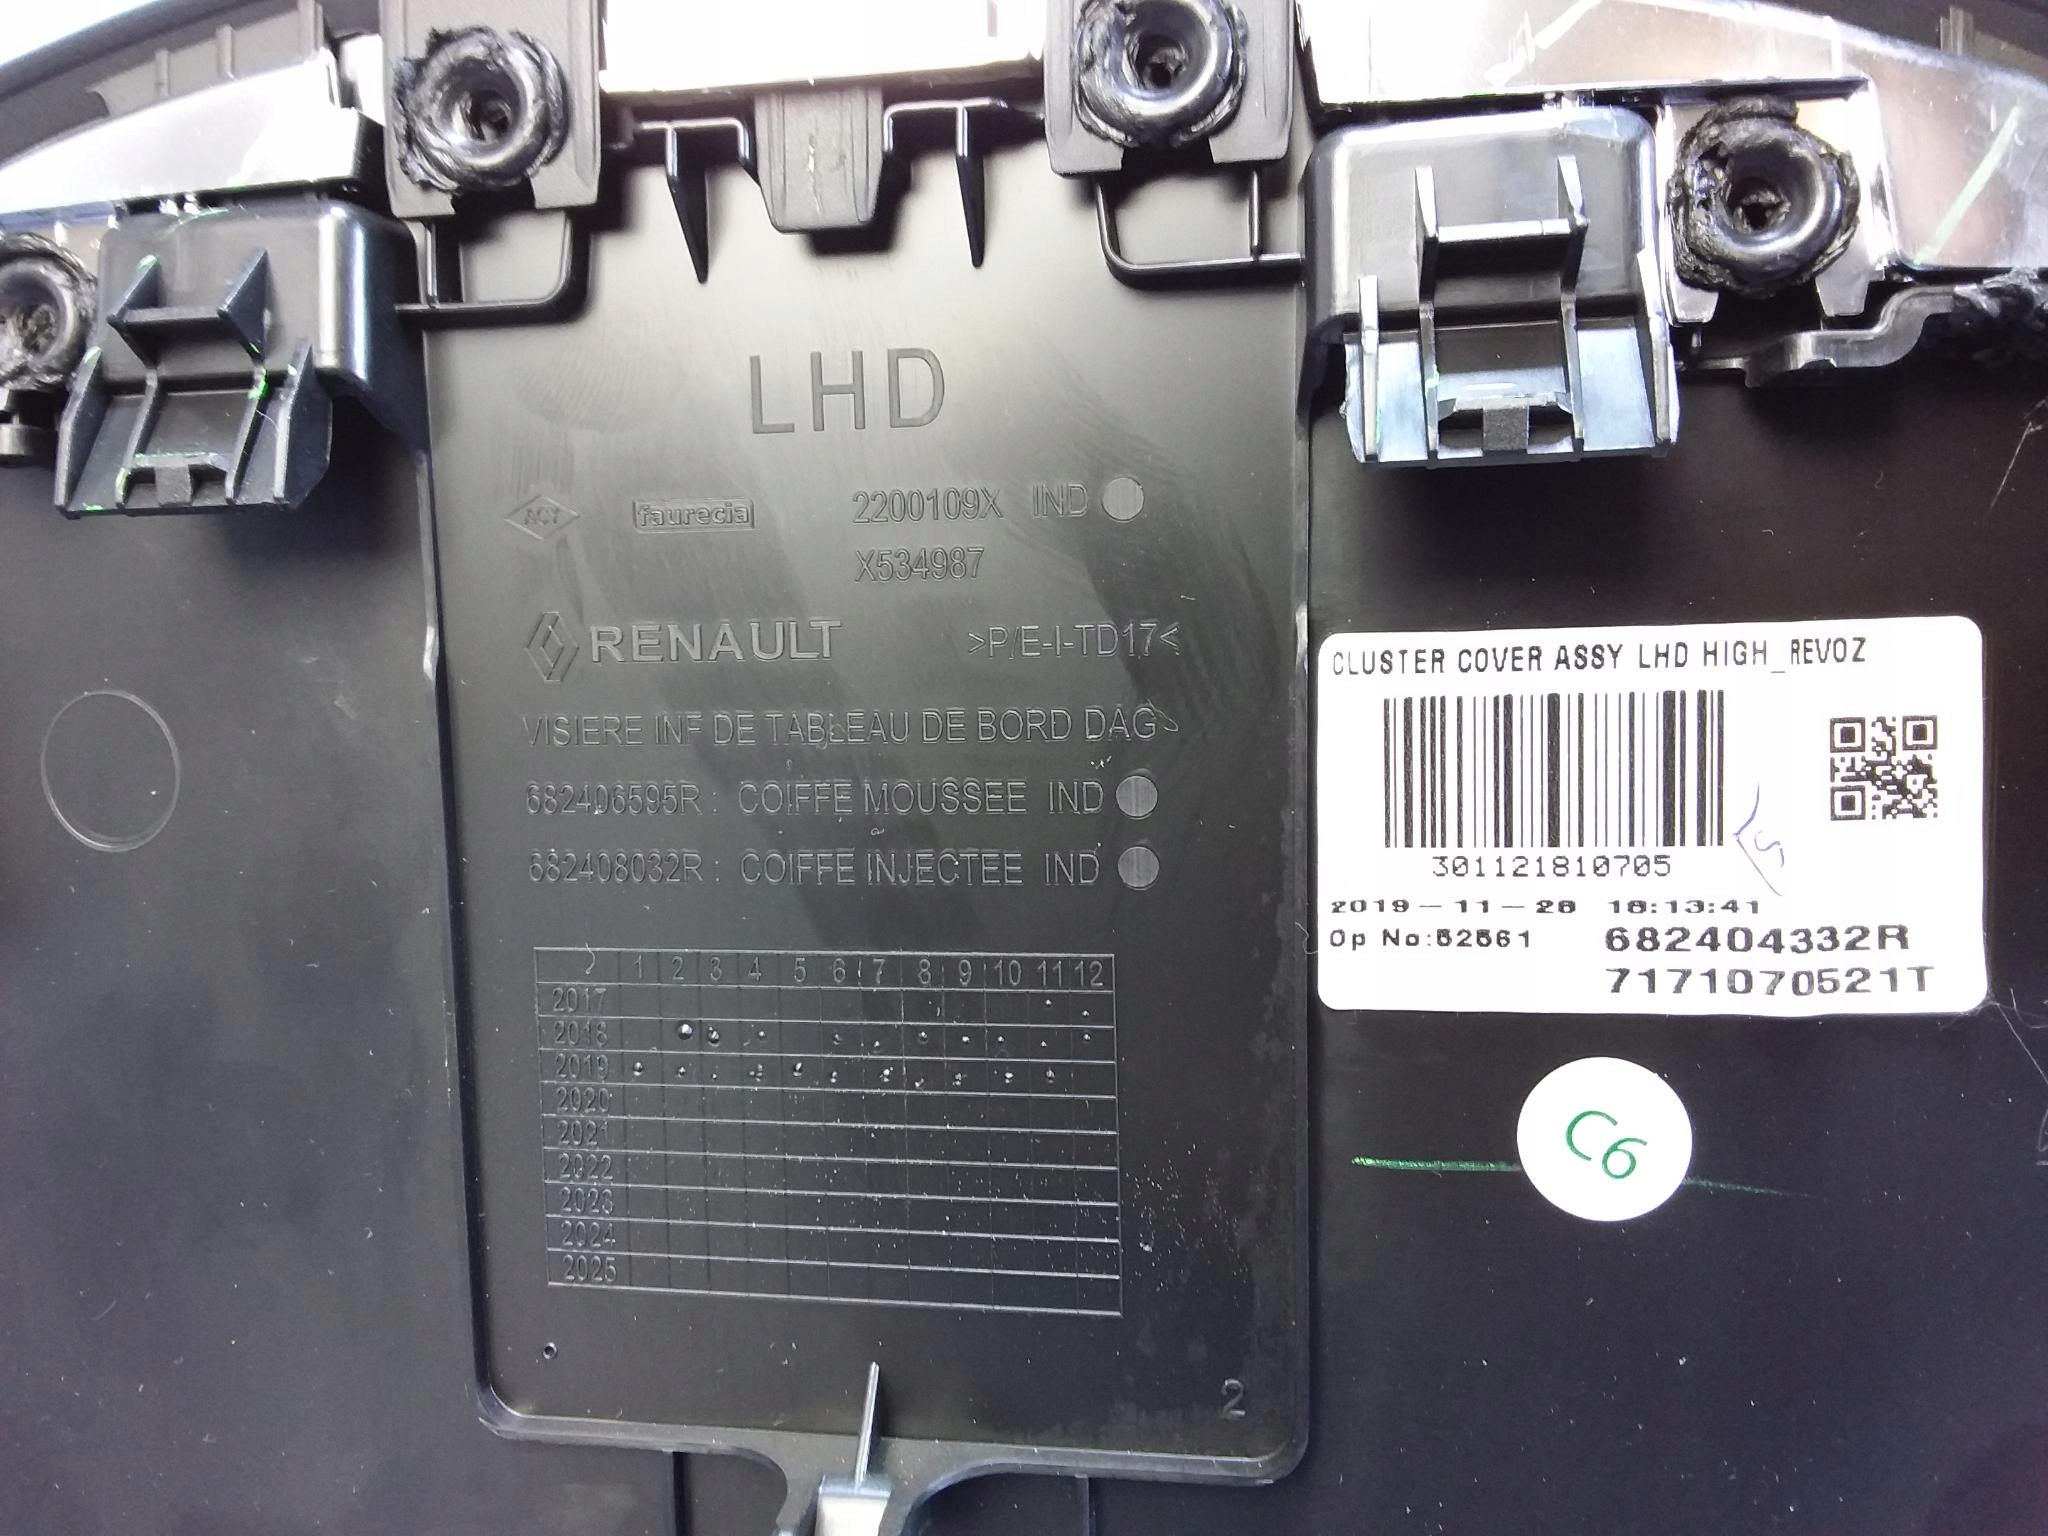 LHD
ACY
faurecia
2200109X IND
X534987
RENAULT
>P/E-I-TD17<
VISIERE INF DE TABLEAU DE BORD DAG
682406595R : COIFFE MOUSSEE IND
682408032R : COIFFE INJECTEE IND
1 2 3 4 5 6 7 8 9 10 11 12
2017
2018
2019
2020
2021
2022
2023
2024
2025
2
CLUSTER COVER ASSY LHD HIGH_REVOZ
301121810705
2019-11-28 18:13:41
Op No:52561 682404332R
7171070521T
C6